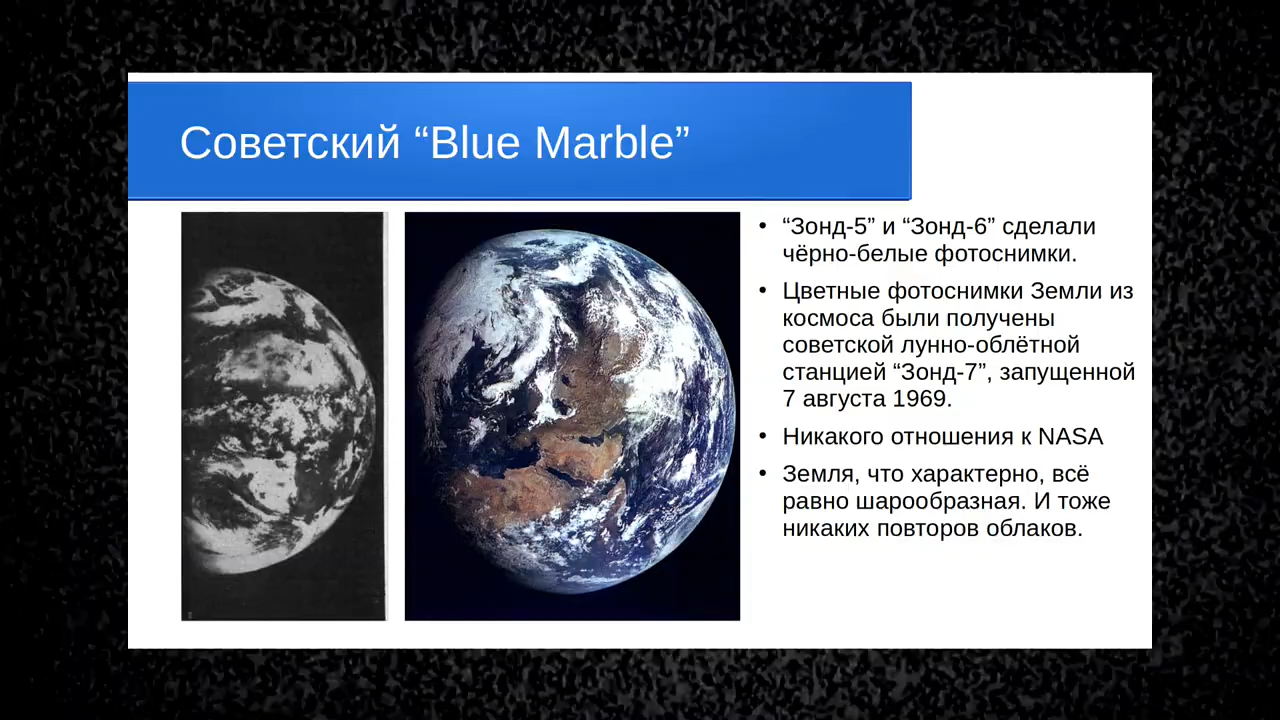 Советский “Blue Marble”
• “Зонд-5” и “Зонд-6” сделали
чёрно-белые фотоснимки.
• Цветные фотоснимки Земли из
космоса были получены
советской лунно-облётной
станцией “Зонд-7”, запущенной
7 августа 1969.
• Никакого отношения к NASA
• Земля, что характерно, всё
равно шарообразная. И тоже
никаких повторов облаков.